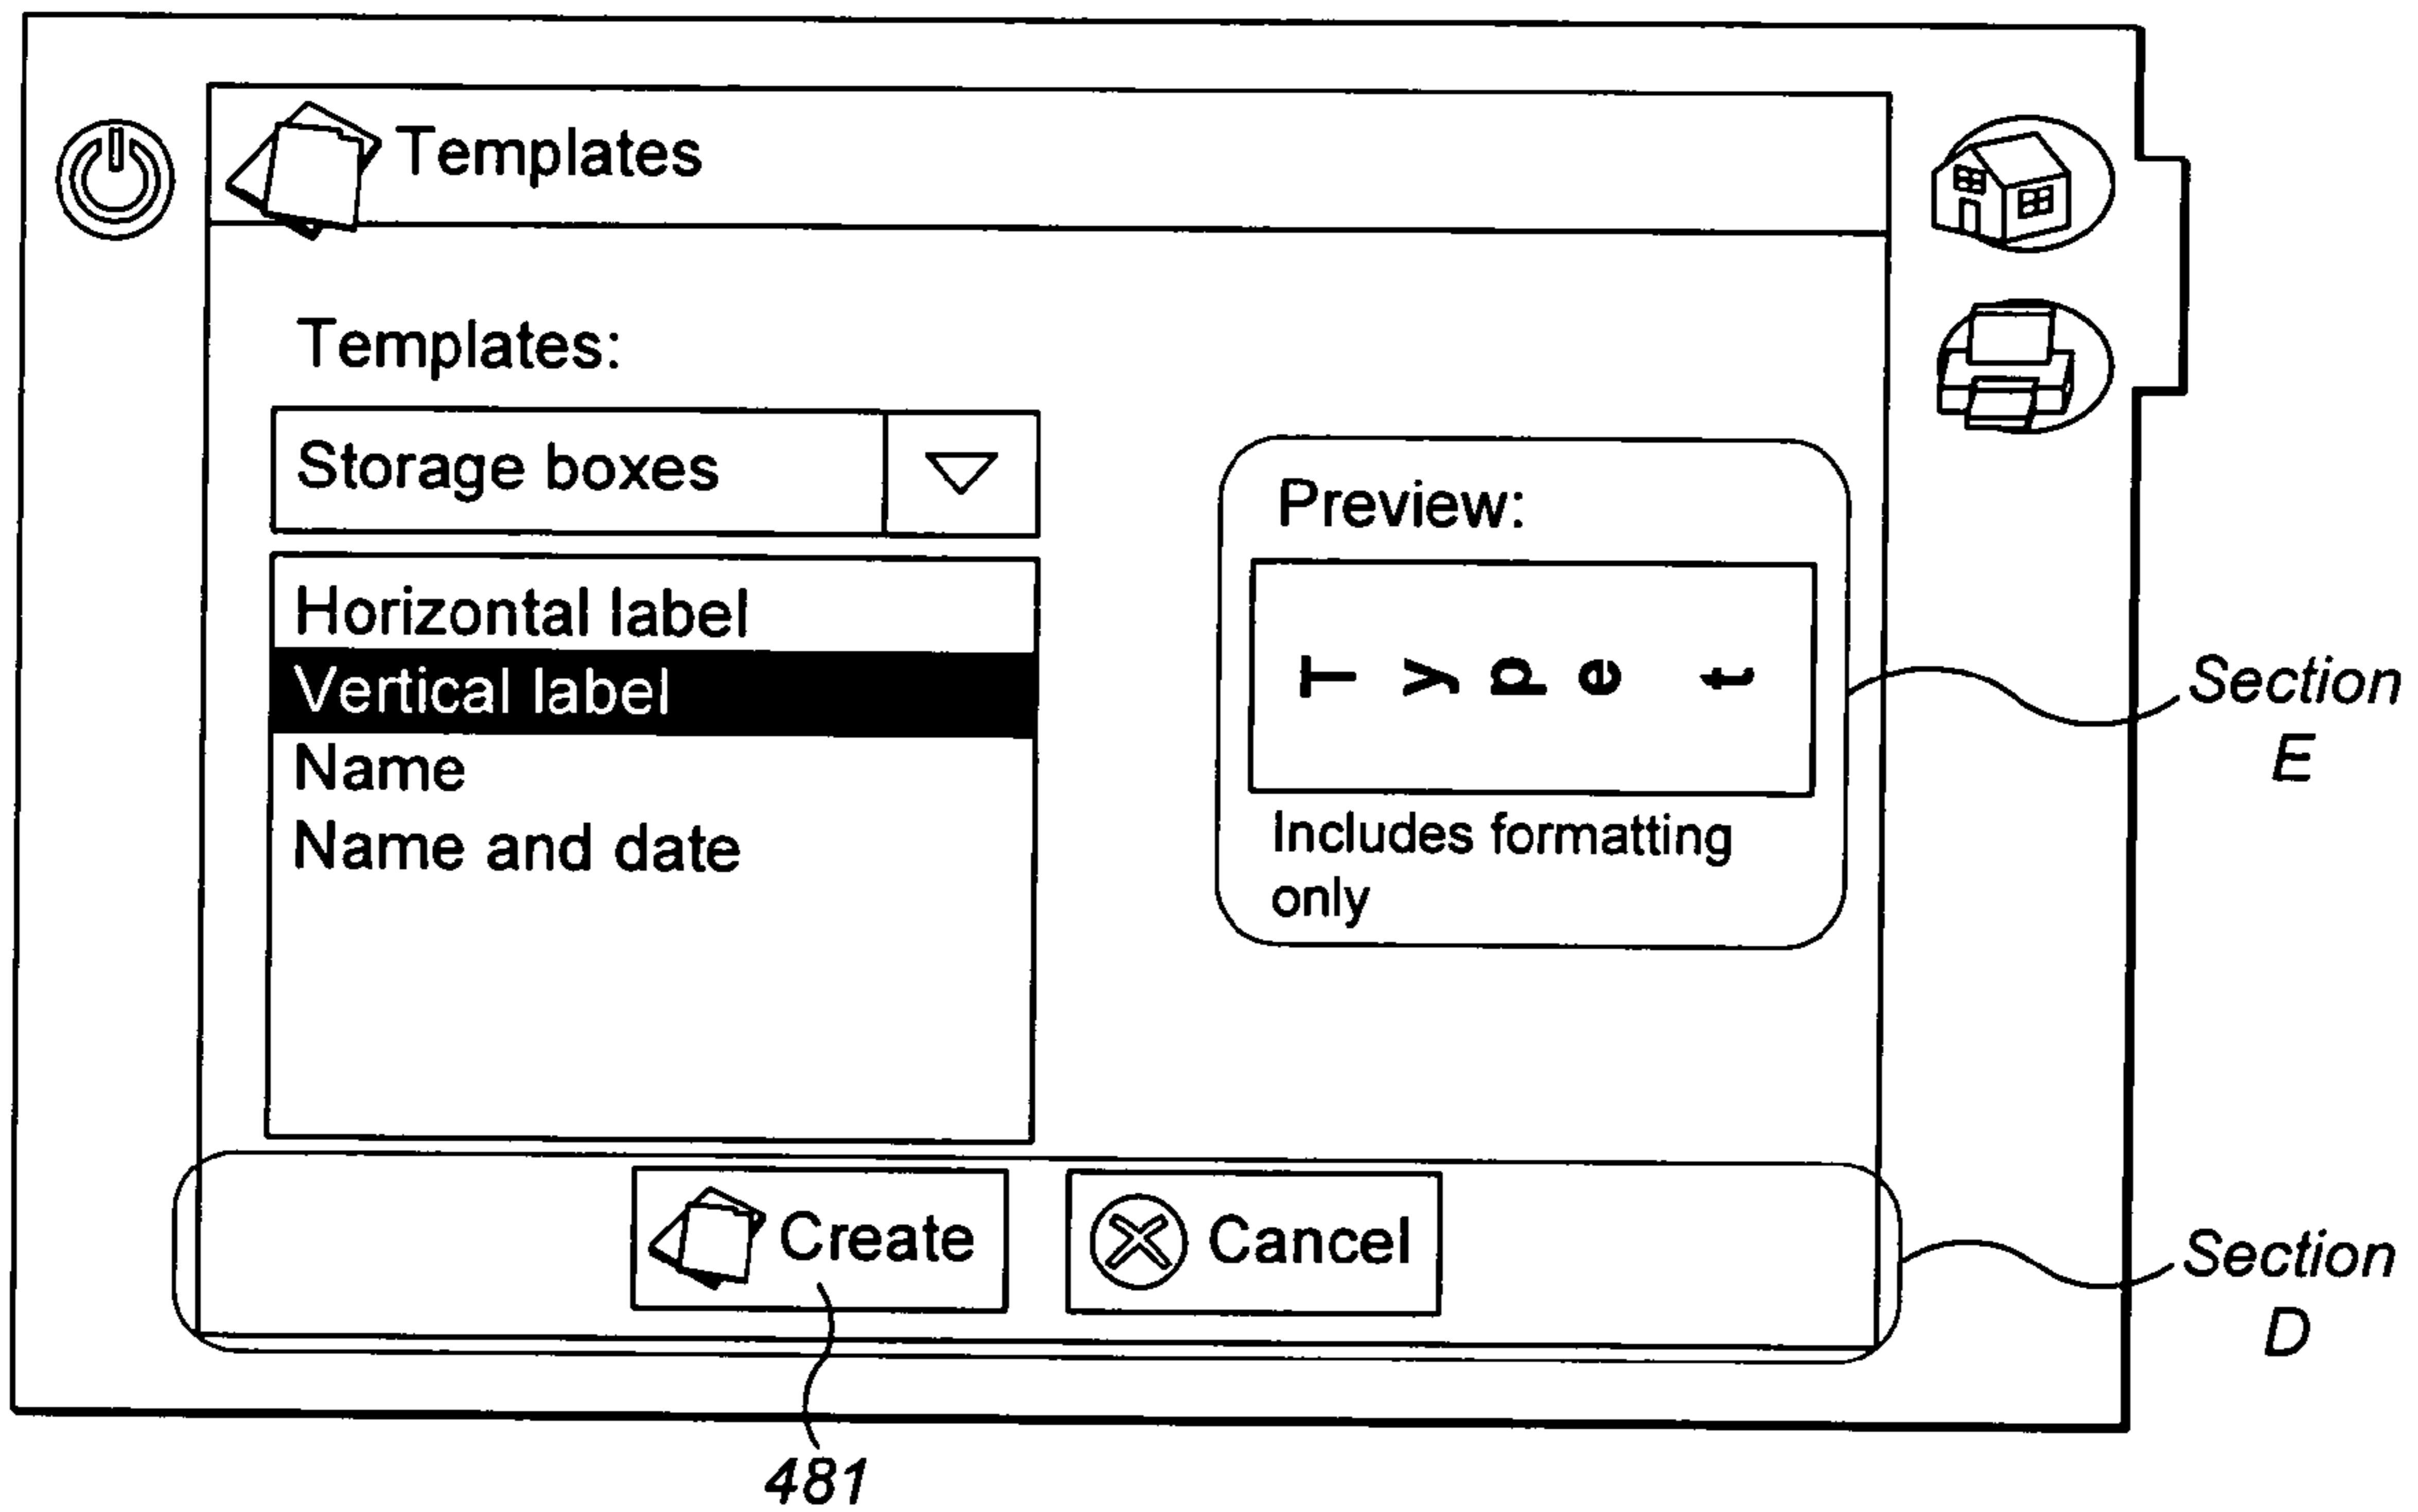 Templates
Templates:
Storage boxes
Horizontal label
Vertical label
Name
Name and date
Preview:
T y p e t
Includes formatting
only
Section
E
Create
Cancel
Section
D
481